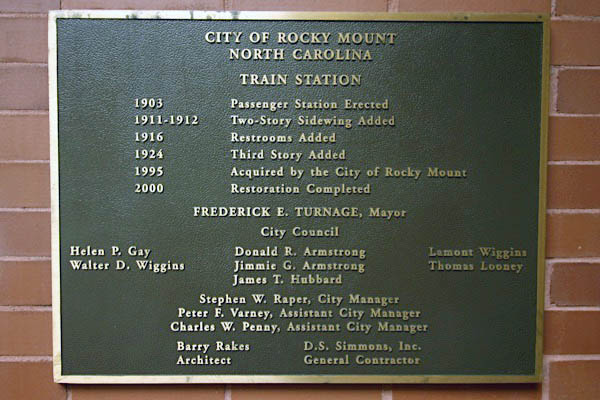 CITY OF ROCKY MOUNT
NORTH CAROLINA
TRAIN STATION
1903 Passenger Station Erected
1911-1912 Two-Story Sidewing Added
1916 Restrooms Added
1924 Third Story Added
1995 Acquired by the City of Rocky Mount
2000 Restoration Completed
FREDERICK E. TURNAGE, Mayor
City Council
Helen P. Gay Donald R. Armstrong Lamont Wiggins
Walter D. Wiggins Jimmie G. Armstrong Thomas Looney
James T. Hubbard
Stephen W. Raper, City Manager
Peter F. Varney, Assistant City Manager
Charles W. Penny, Assistant City Manager
Barry Rakes D.S. Simmons, Inc.
Architect General Contractor